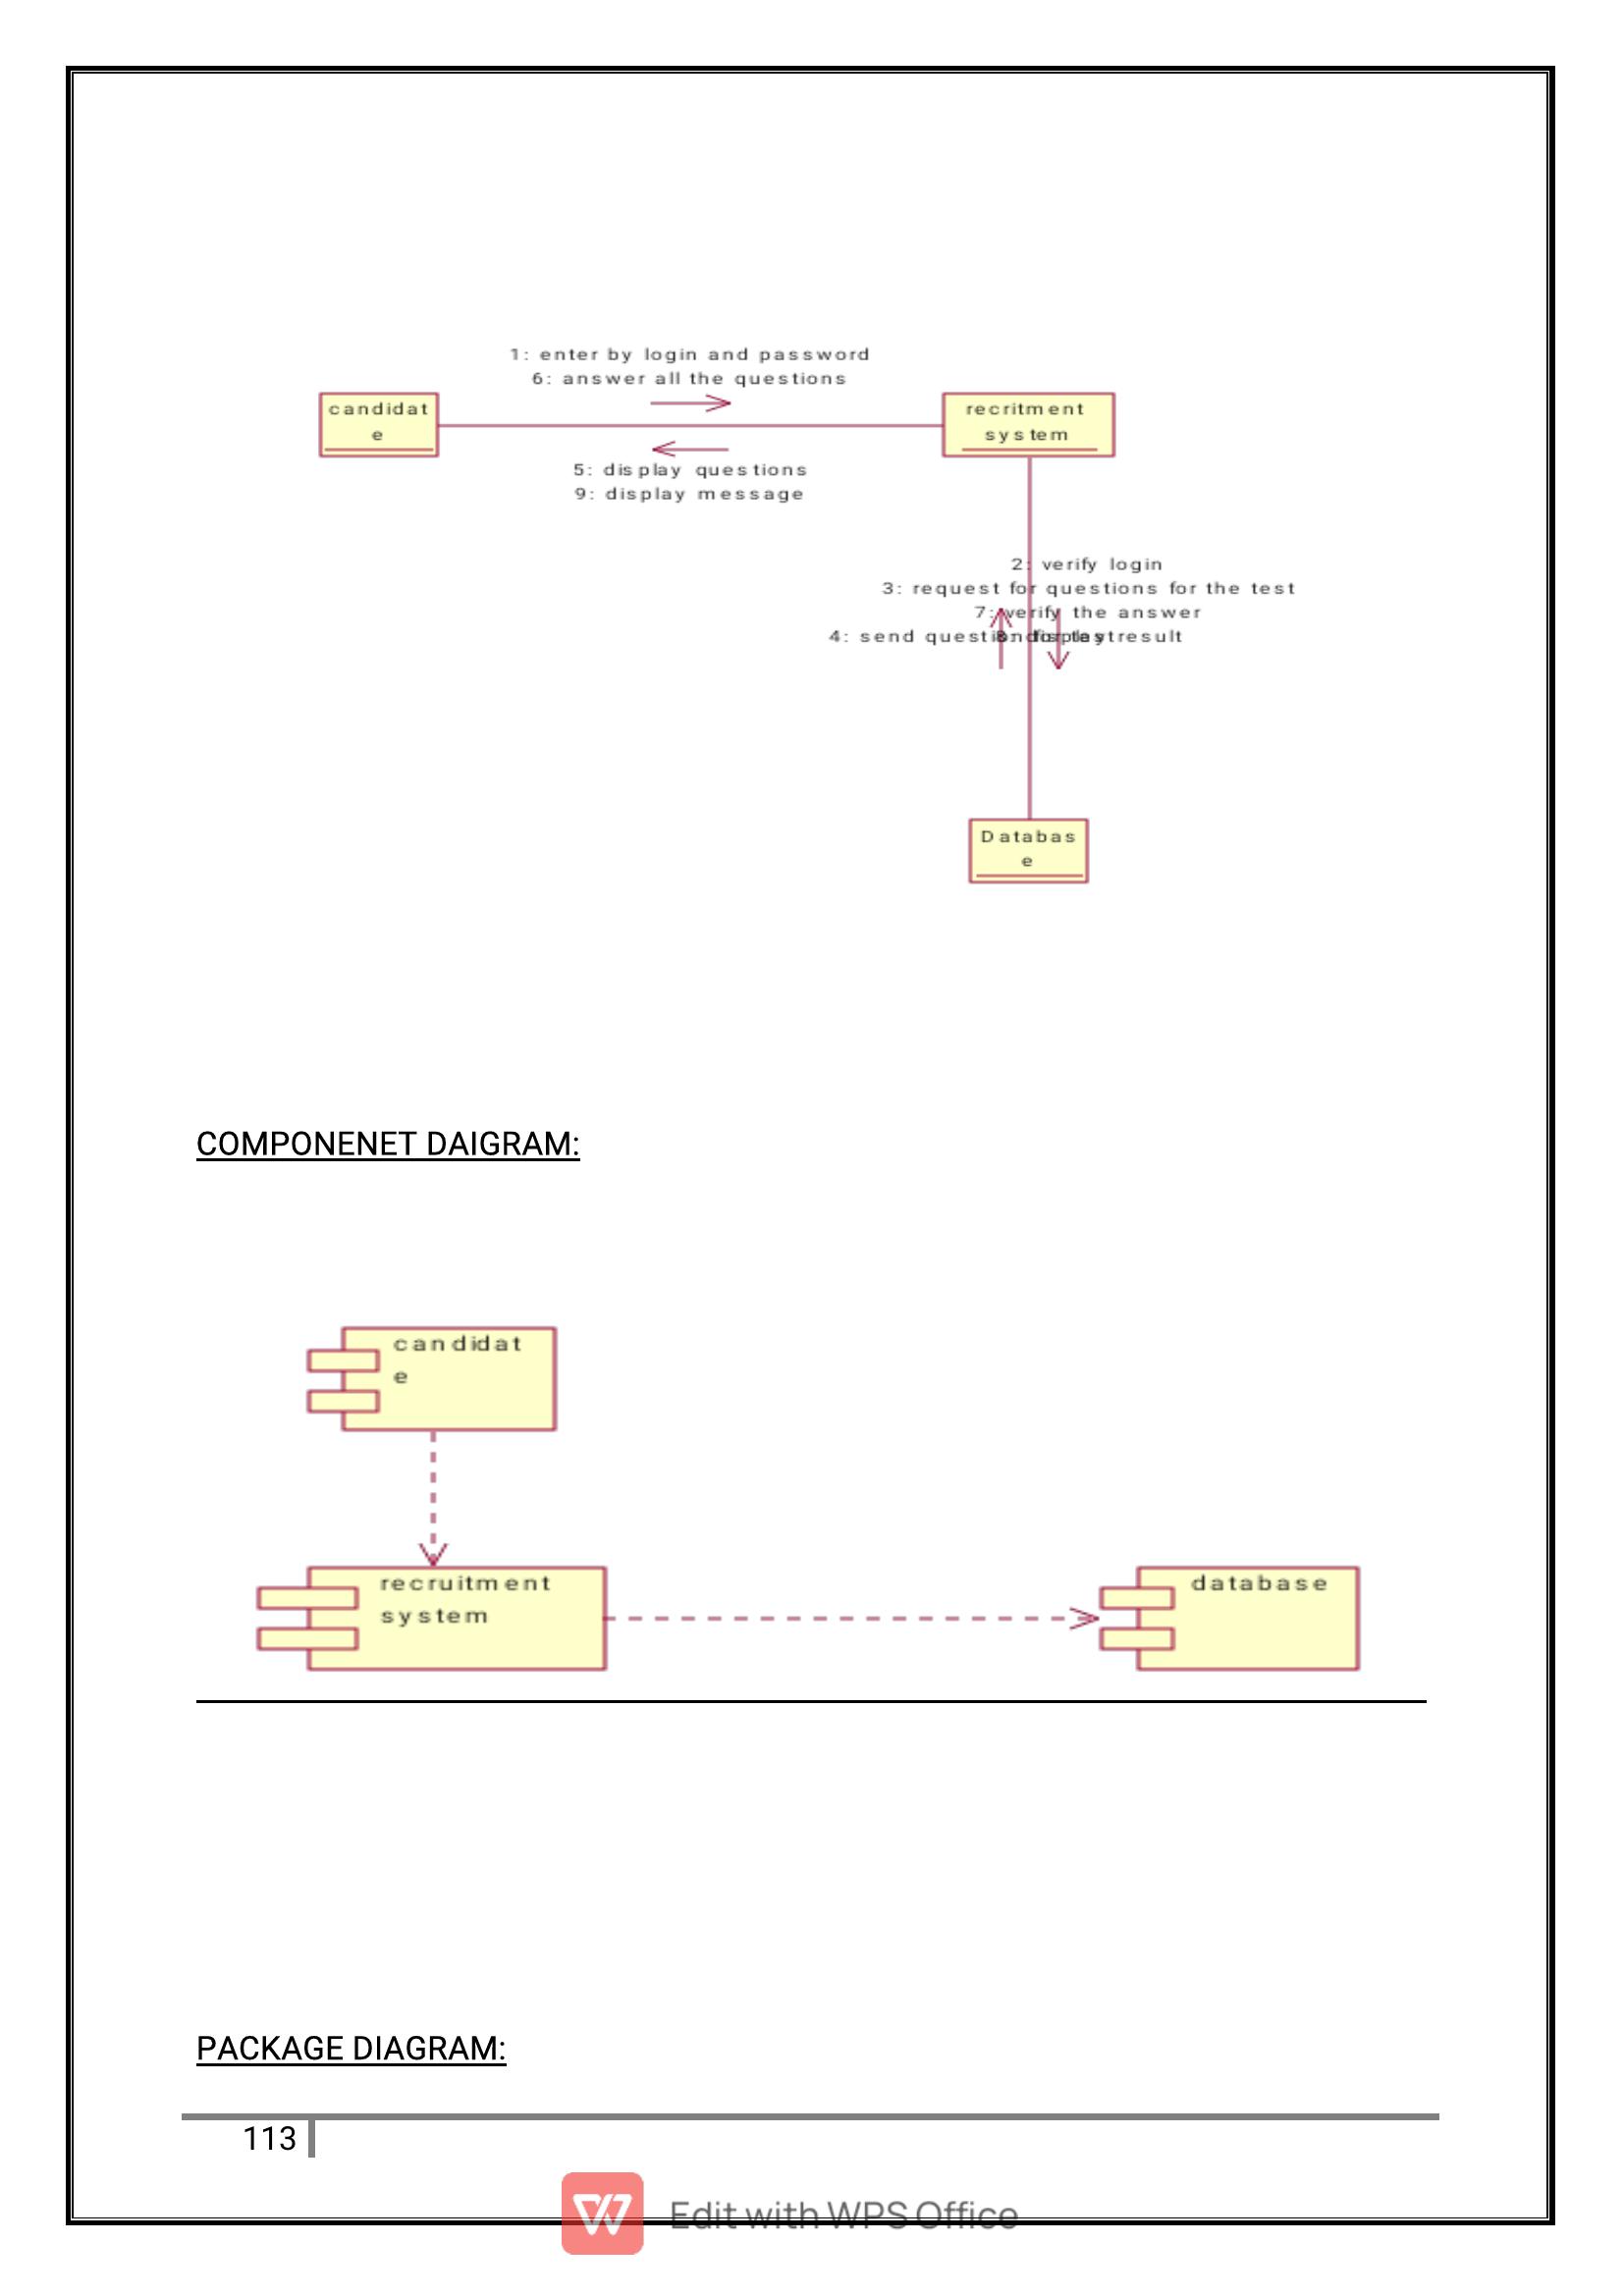 1: enter by login and password
6: answer all the questions
candidat
e
recritment
system
5: display questions
9: display message
2: verify login
3: request for questions for the test
7: verify the answer
4: send question for test
8: display result
Databas
e
COMPONENET DAIGRAM:
candidat
e
recruitment
system
database
PACKAGE DIAGRAM:
113
Edit with WPS Office